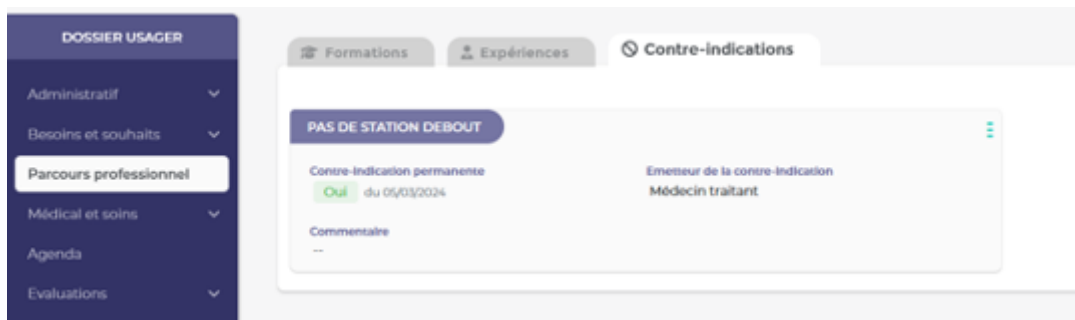 DOSSIER USAGER
Administratif
Besoins et souhaits
Parcours professionnel
Médical et soins
Agenda
Evaluations
Formations
Expériences
Contre-indications
PAS DE STATION DEBOUT
Contre-indication permanente
Oui du 05/03/2024
Emetteur de la contre-indication
Médecin traitant
Commentaire
--